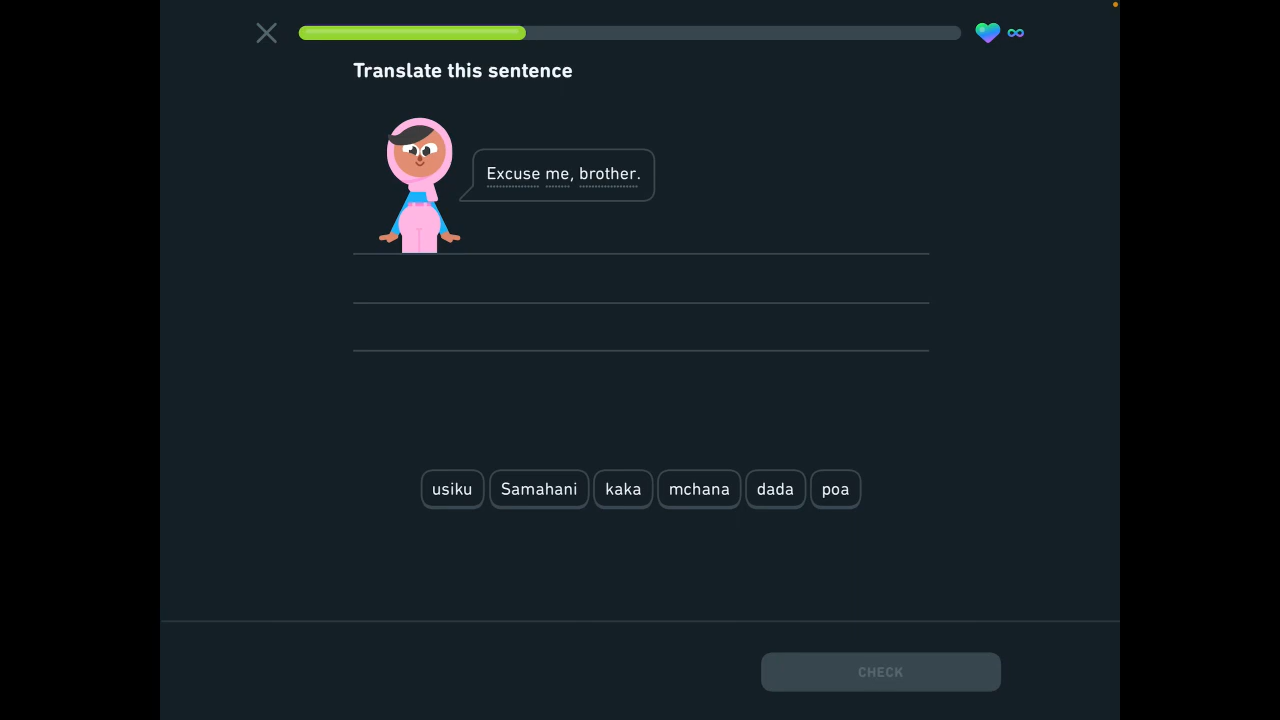 ∞
Translate this sentence
Excuse me, brother.
usiku Samahani kaka mchana dada poa
CHECK